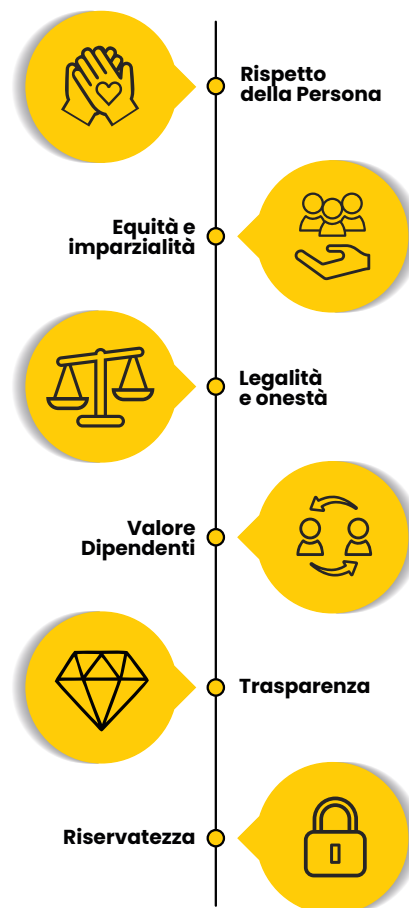 Rispetto
della Persona
Equità e
imparzialità
Legalità
e onestà
Valore
Dipendenti
Trasparenza
Riservatezza